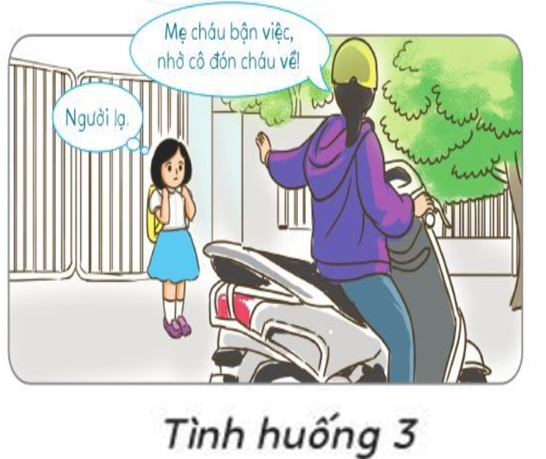 Mẹ cháu bận việc,
nhờ cô đón cháu về!
Người lạ.
Tình huống 3